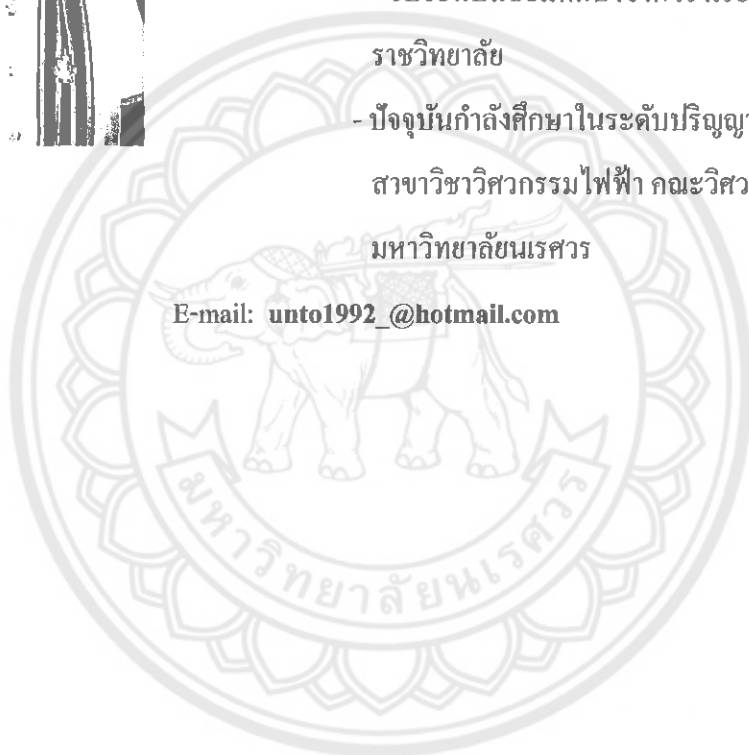 ราชวิทยาลัย
- ปัจจุบันกำลังศึกษาในระดับปริญญา
สาขาวิชาวิศวกรรมไฟฟ้า คณะวิศว
มหาวิทยาลัยนเรศวร
E-mail: unto1992_@hotmail.com
มหาวิทยาลัยนเรศวร